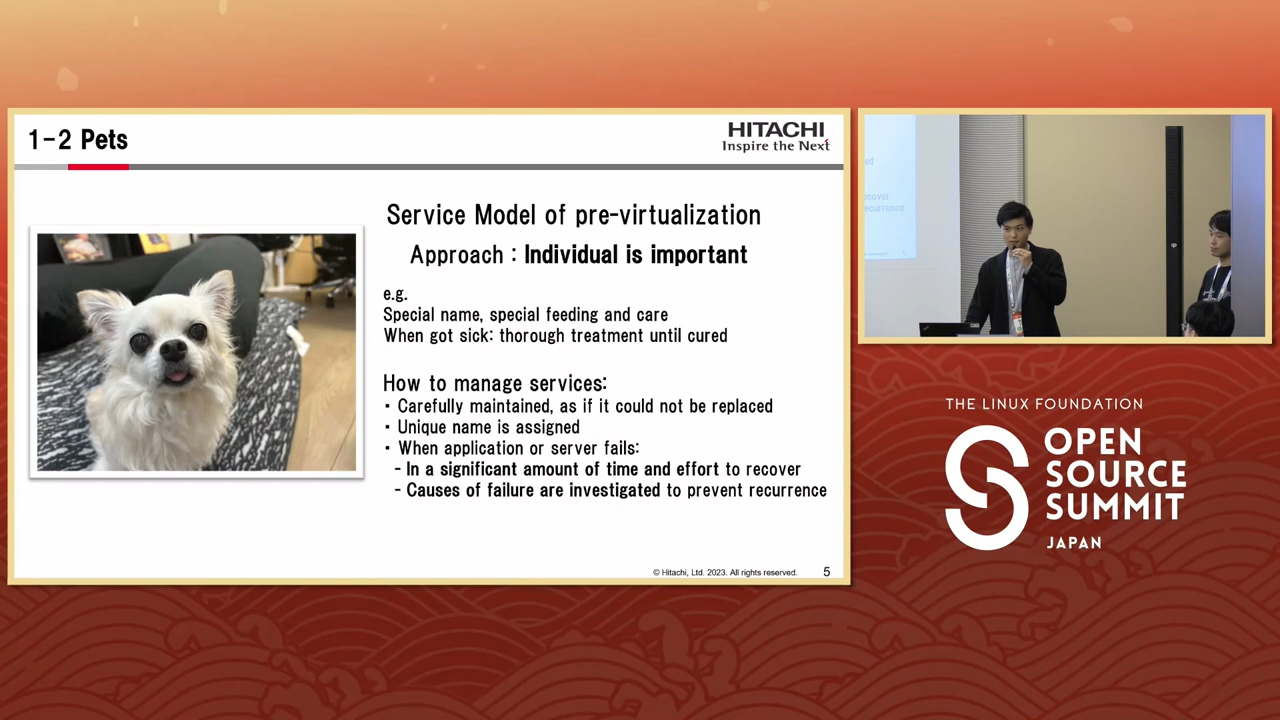 1-2 Pets
HITACHI
Inspire the Next
Service Model of pre-virtualization
Approach : Individual is important
e.g.
Special name, special feeding and care
When got sick: thorough treatment until cured
How to manage services:
・Carefully maintained, as if it could not be replaced
・Unique name is assigned
・When application or server fails:
- In a significant amount of time and effort to recover
- Causes of failure are investigated to prevent recurrence
© Hitachi, Ltd. 2023. All rights reserved.
5
ecover
ecurrence
THE LINUX FOUNDATION
OPEN
SOURCE
SUMMIT
JAPAN